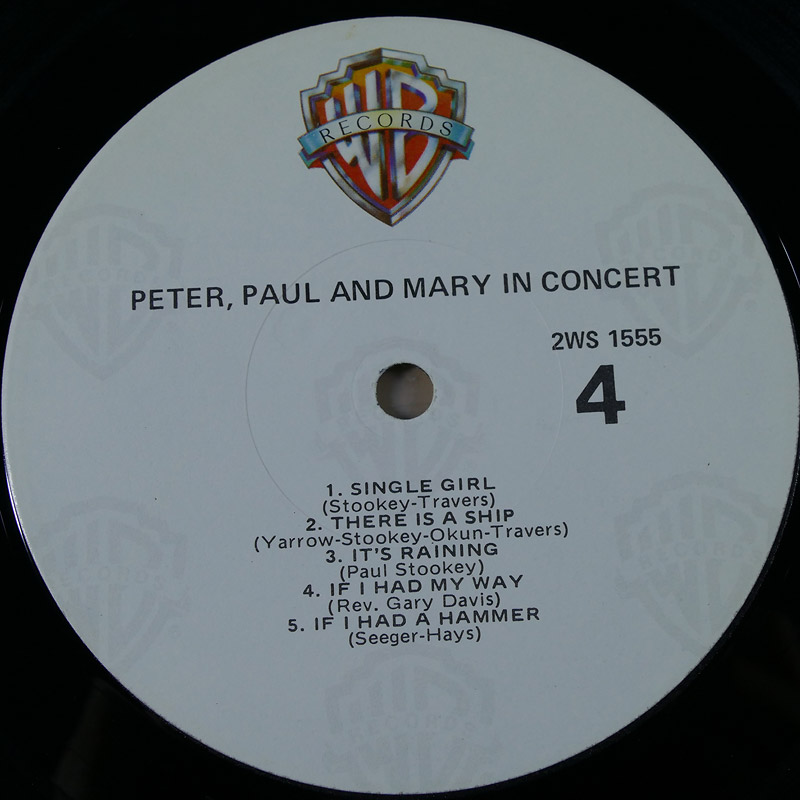 WB
RECORDS
PETER, PAUL AND MARY IN CONCERT
2WS 1555
4
1. SINGLE GIRL
(Stookey-Travers)
2. THERE IS A SHIP
(Yarrow-Stookey-Okun-Travers)
3. IT'S RAINING
(Paul Stookey)
4. IF I HAD MY WAY
(Rev. Gary Davis)
5. IF I HAD A HAMMER
(Seeger-Hays)